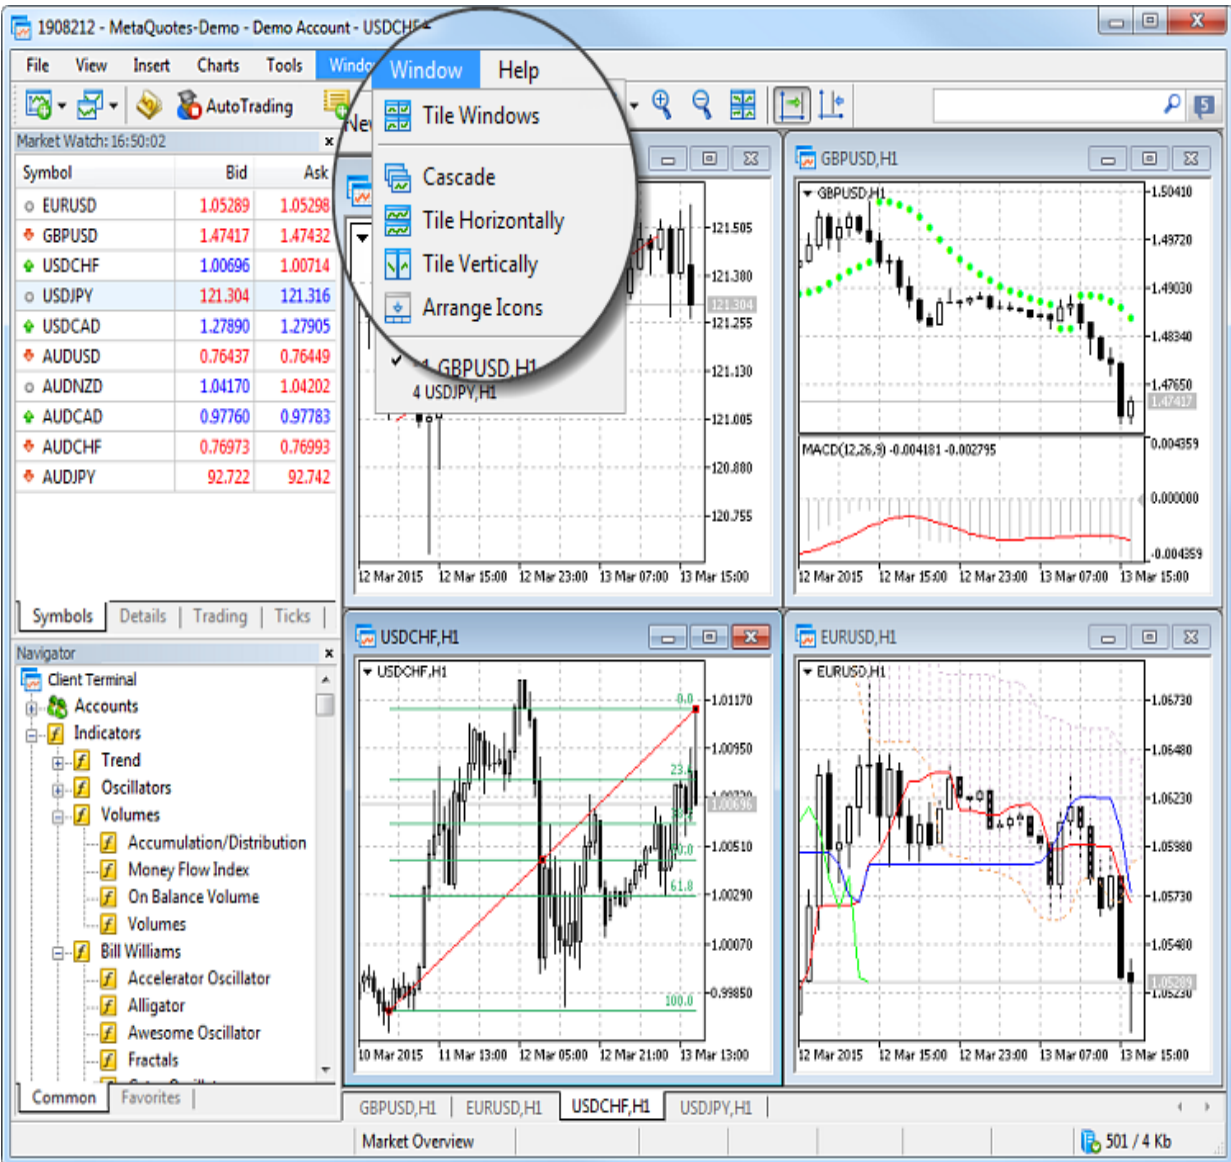 1908212 - MetaQuotes-Demo - Demo Account - USDCHF
File View Insert Charts Tools Window Help
AutoTrading
5
Tile Windows
Cascade
Tile Horizontally
Tile Vertically
Arrange Icons
1 GBPUSD,H1
4 USDJPY,H1
Market Watch: 16:50:02
Symbol Bid Ask
EURUSD 1.05289 1.05298
GBPUSD 1.47417 1.47432
USDCHF 1.00696 1.00714
USDJPY 121.304 121.316
USDCAD 1.27890 1.27905
AUDUSD 0.76437 0.76449
AUDNZD 1.04170 1.04202
AUDCAD 0.97760 0.97783
AUDCHF 0.76973 0.76993
AUDJPY 92.722 92.742
Symbols Details Trading Ticks
Navigator
Client Terminal
Accounts
Indicators
Trend
Oscillators
Volumes
Accumulation/Distribution
Money Flow Index
On Balance Volume
Volumes
Bill Williams
Accelerator Oscillator
Alligator
Awesome Oscillator
Fractals
Common Favorites
121.505
121.380
121.304
121.255
121.130
121.005
120.880
120.755
12 Mar 2015 12 Mar 15:00 12 Mar 23:00 13 Mar 07:00 13 Mar 15:00
GBPUSD,H1
GBPUSD,H1
1.50410
1.49720
1.49030
1.48340
1.47650
1.47417
MACD(12,26,9) -0.004181 -0.002795
0.004359
0.000000
-0.004359
12 Mar 2015 12 Mar 15:00 12 Mar 23:00 13 Mar 07:00 13 Mar 15:00
USDCHF,H1
USDCHF,H1
0.0
1.01170
1.00950
1.00696
1.00510
61.8
1.00290
1.00070
0.99850
100.0
10 Mar 2015 11 Mar 13:00 12 Mar 05:00 12 Mar 21:00 13 Mar 13:00
EURUSD,H1
EURUSD,H1
1.06730
1.06480
1.06230
1.05980
1.05730
1.05480
1.05289
1.05230
12 Mar 2015 12 Mar 15:00 12 Mar 23:00 13 Mar 07:00 13 Mar 15:00
GBPUSD,H1 EURUSD,H1 USDCHF,H1 USDJPY,H1
Market Overview
501 / 4 Kb